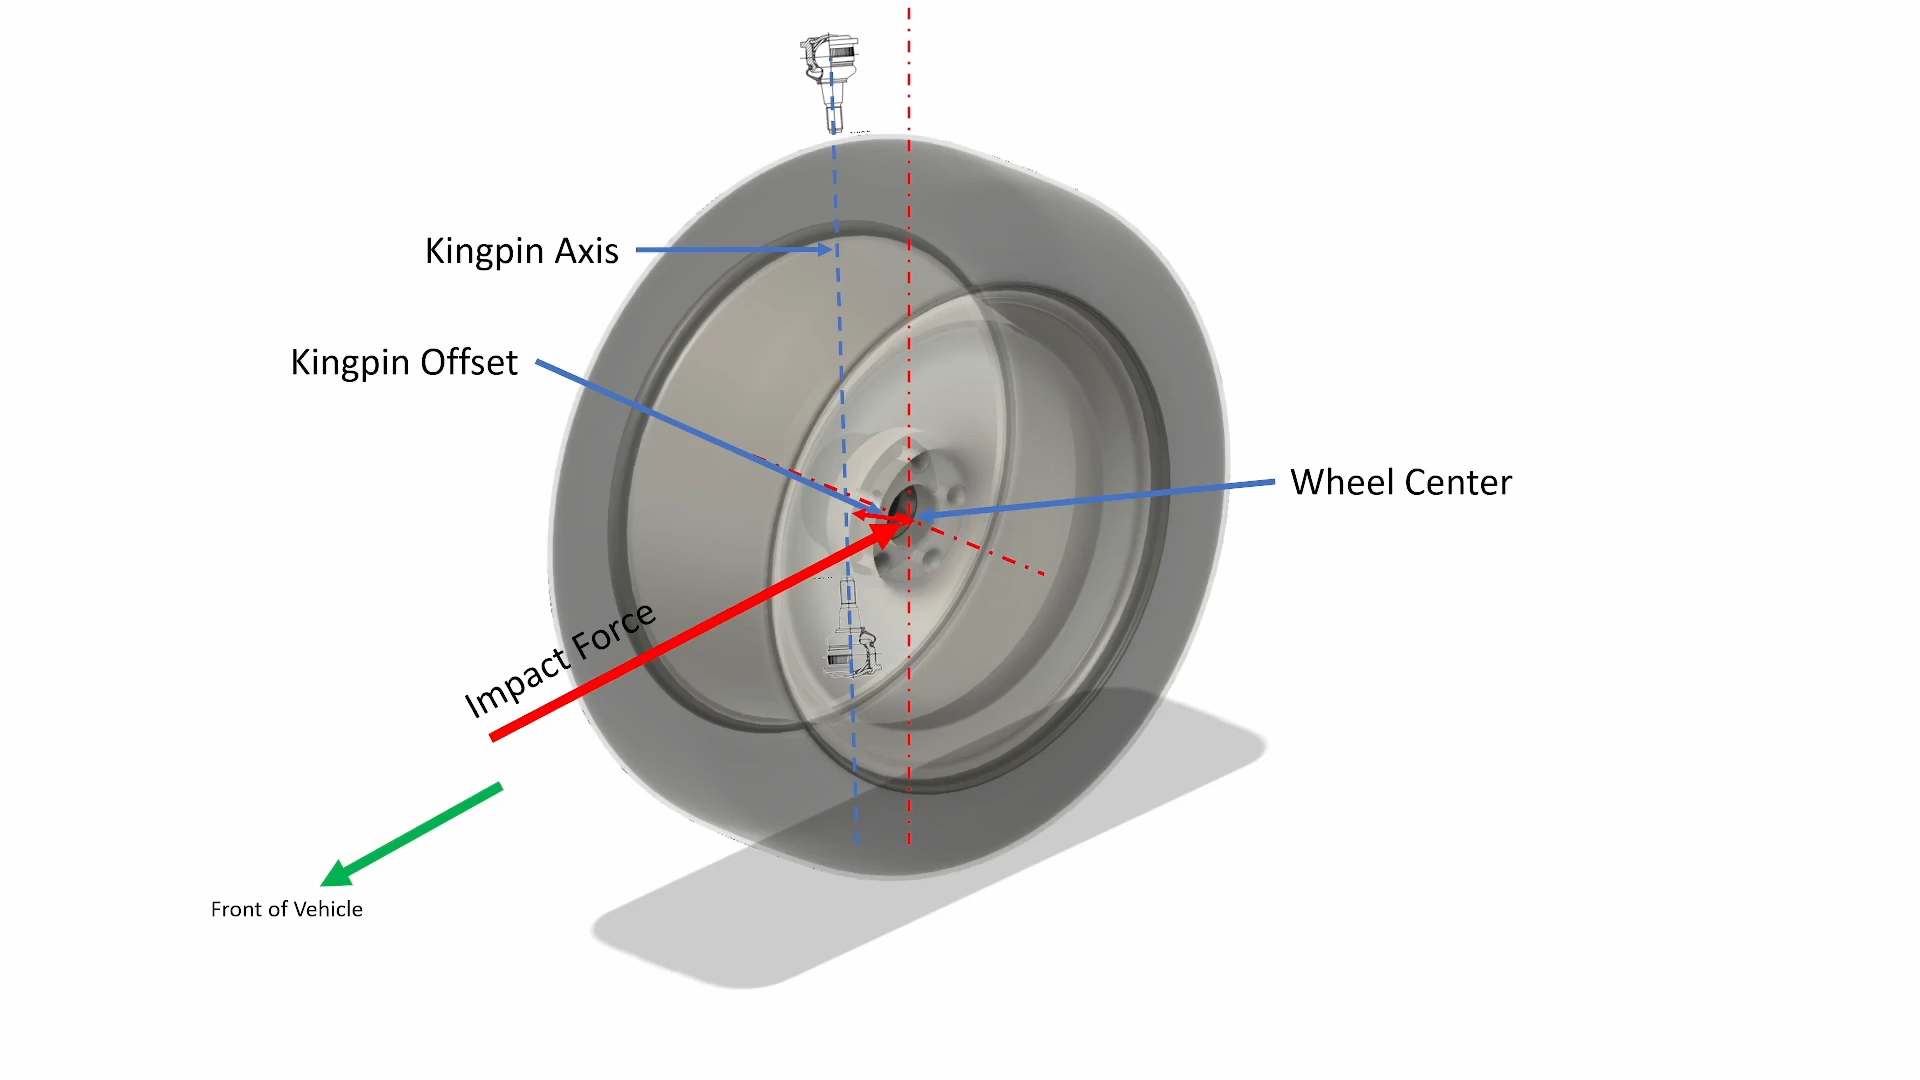 Kingpin Axis
Kingpin Offset
Wheel Center
Impact Force
Front of Vehicle